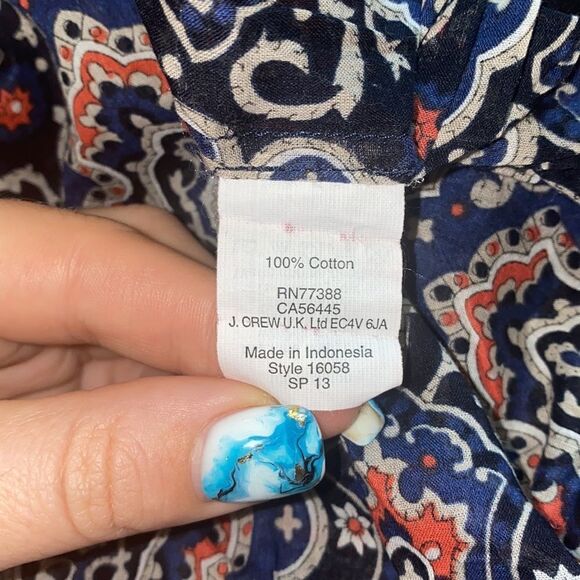 100% Cotton
RN77388
CA56445
J. CREW U.K. Ltd EC4V 6JA
Made in Indonesia
Style 16058
SP 13